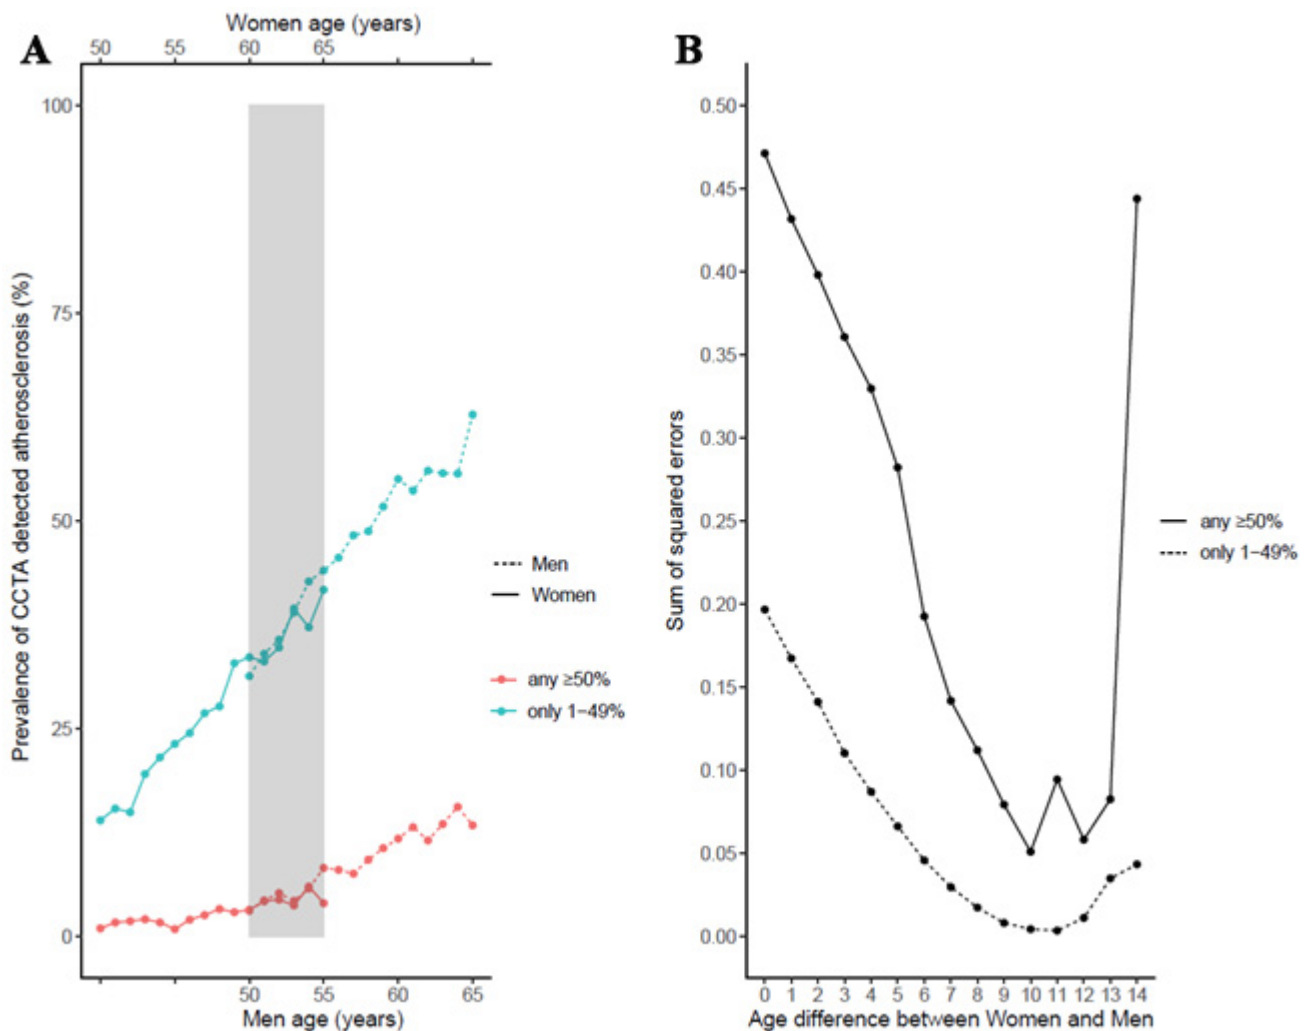 A
Women age (years)
50 55 60 65
Prevalence of CCTA detected atherosclerosis (%)
100
75
50
25
0
Men
Women
any ≥50%
only 1−49%
50 55 60 65
Men age (years)
B
Sum of squared errors
0.50
0.45
0.40
0.35
0.30
0.25
0.20
0.15
0.10
0.05
0.00
any ≥50%
only 1−49%
0 1 2 3 4 5 6 7 8 9 10 11 12 13 14
Age difference between Women and Men